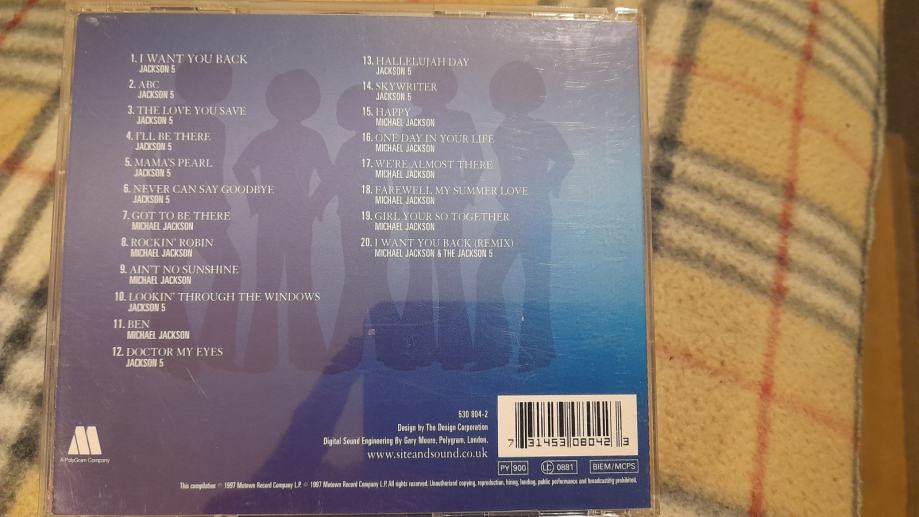 1. I WANT YOU BACK
JACKSON 5
2. ABC
JACKSON 5
3. THE LOVE YOU SAVE
JACKSON 5
4. I'LL BE THERE
JACKSON 5
5. MAMA'S PEARL
JACKSON 5
6. NEVER CAN SAY GOODBYE
JACKSON 5
7. GOT TO BE THERE
MICHAEL JACKSON
8. ROCKIN' ROBIN
MICHAEL JACKSON
9. AIN'T NO SUNSHINE
MICHAEL JACKSON
10. LOOKIN' THROUGH THE WINDOWS
JACKSON 5
11. BEN
MICHAEL JACKSON
12. DOCTOR MY EYES
JACKSON 5
13. HALLELUJAH DAY
JACKSON 5
14. SKYWRITER
JACKSON 5
15. HAPPY
MICHAEL JACKSON
16. ONE DAY IN YOUR LIFE
MICHAEL JACKSON
17. WE'RE ALMOST THERE
MICHAEL JACKSON
18. FAREWELL MY SUMMER LOVE
MICHAEL JACKSON
19. GIRL YOUR SO TOGETHER
MICHAEL JACKSON
20. I WANT YOU BACK (REMIX)
MICHAEL JACKSON & THE JACKSON 5
530 804-2
Design by The Design Corporation
Digital Sound Engineering By Gary Moore, Polygram, London.
www.siteandsound.co.uk
7 31453 08042 3
PY 900
LC 0881
BIEM/MCPS
M
A PolyGram Company
This compilation ℗ 1997 Motown Record Company L.P. © 1997 Motown Record Company L.P. All rights reserved. Unauthorised copying, reproduction, hiring, lending, public performance and broadcasting prohibited.